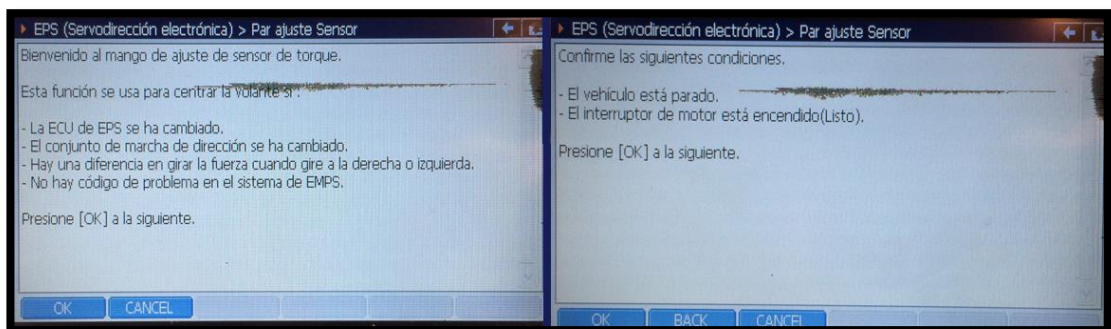 EPS (Servodirección electrónica) > Par ajuste Sensor
Bienvenido al mango de ajuste de sensor de torque.
Esta función se usa para centrar la volante si :
- La ECU de EPS se ha cambiado.
- El conjunto de marcha de dirección se ha cambiado.
- Hay una diferencia en girar la fuerza cuando gire a la derecha o izquierda.
- No hay código de problema en el sistema de EMPS.
Presione [OK] a la siguiente.
OK
CANCEL
EPS (Servodirección electrónica) > Par ajuste Sensor
Confirme las siguientes condiciones.
- El vehículo está parado.
- El interruptor de motor está encendido(Listo).
Presione [OK] a la siguiente.
OK
BACK
CANCEL